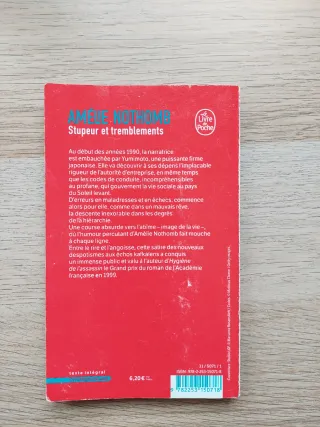 AMÉLIE NOTHOMB
Stupeur et tremblements
Le Livre de Poche
Au début des années 1990, la narratrice
est embauchée par Yumimoto, une puissante firme
japonaise. Elle va découvrir à ses dépens l'implacable
rigueur de l'autorité d'entreprise, en même temps
que les codes de conduite, incompréhensibles
au profane, qui gouvernent la vie sociale au pays
du Soleil levant.
D'erreurs en maladresses et en échecs, commence
alors pour elle, comme dans un mauvais rêve,
la descente inexorable dans les degrés
de la hiérarchie.
Une course absurde vers l'abîme – image de la vie –,
où l'humour percutant d'Amélie Nothomb fait mouche
à chaque ligne.
Entre le rire et l'angoisse, cette satire des nouveaux
despotismes aux échos kafkaïens a conquis
un immense public et valu à l'auteur d'Hygiène
de l'assassin le Grand prix du roman de l'Académie
française en 1999.
texte intégral
6,20 €
31/5071/1